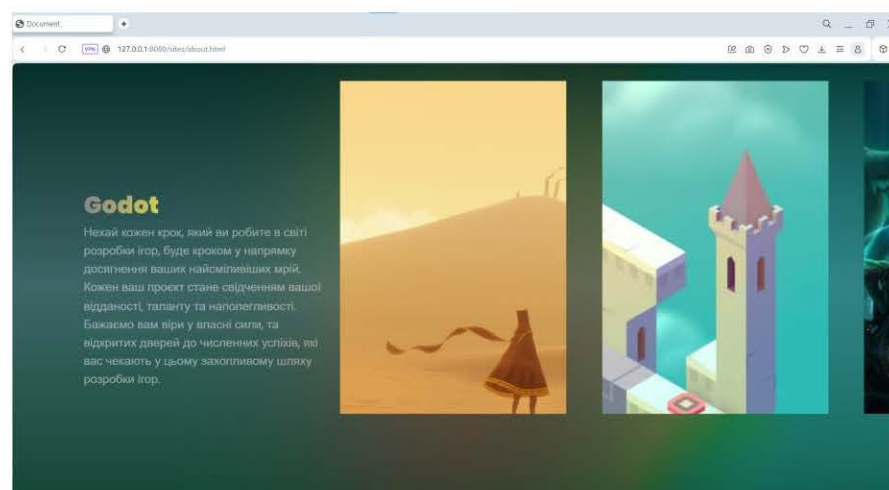 Document
VPN
127.0.0.1:8080/sites/about.html
Godot
Нехай кожен крок, який ви робите в світі
розробки ігор, буде кроком у напрямку
досягнення ваших найсміливіших мрій.
Кожен ваш проєкт стане свідченням вашої
відданості, таланту та наполегливості.
Бажаємо вам віри у власні сили, та
відкритих дверей до численних успіхів, які
вас чекають у цьому захопливому шляху
розробки ігор.